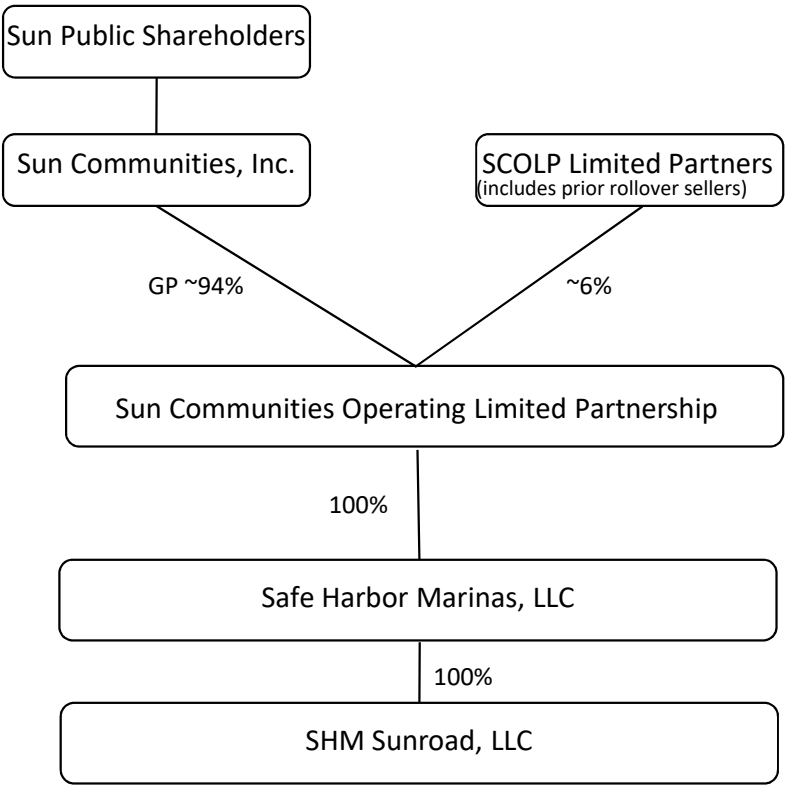 Sun Public Shareholders
Sun Communities, Inc.
SCOLP Limited Partners
(includes prior rollover sellers)
GP ~94%
~6%
Sun Communities Operating Limited Partnership
100%
Safe Harbor Marinas, LLC
100%
SHM Sunroad, LLC